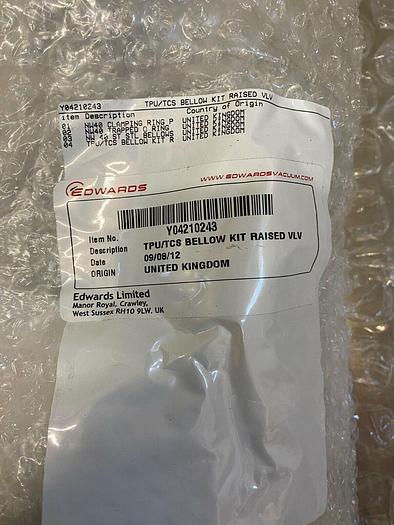 Y04210243 TPU/TCS BELLOW KIT RAISED VLV
Item Description Country of Origin
01 NW40 CLAMPING RING P UNITED KINGDOM
02 NW40 TRAPPED O RING UNITED KINGDOM
03 NW 40 ST STL BELLOWS UNITED KINGDOM
04 TPU/TCS BELLOW KIT R UNITED KINGDOM
EDWARDS
WWW.EDWARDSVACUUM.COM
Item No. Y04210243
Description TPU/TCS BELLOW KIT RAISED VLV
Date 09/08/12
ORIGIN UNITED KINGDOM
Edwards Limited
Manor Royal, Crawley,
West Sussex RH10 9LW. UK